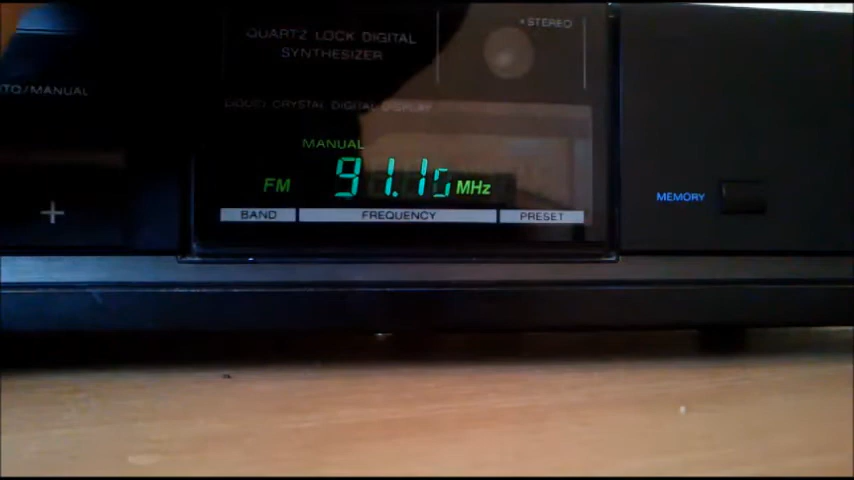 QUARTZ LOCK DIGITAL
SYNTHESIZER
STEREO
AUTO/MANUAL
LIQUID CRYSTAL DIGITAL DISPLAY
MANUAL
FM 91.15 MHz
MEMORY
+
BAND FREQUENCY PRESET